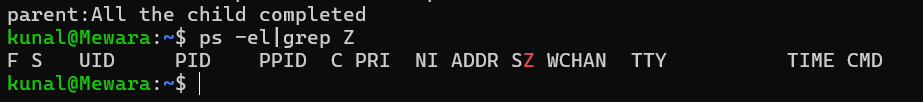 parent:All the child completed
kunal@Mewara:~$ ps -el|grep Z
F S   UID     PID    PPID  C PRI  NI ADDR SZ WCHAN  TTY          TIME CMD
kunal@Mewara:~$